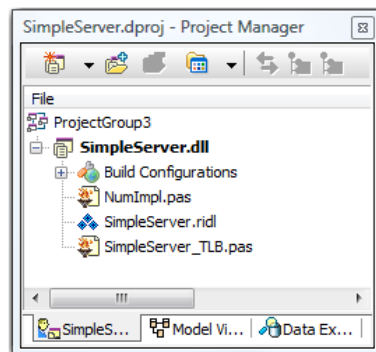 SimpleServer.dproj - Project Manager
File
ProjectGroup3
SimpleServer.dll
Build Configurations
NumImpl.pas
SimpleServer.ridl
SimpleServer_TLB.pas
SimpleS... Model Vi... Data Ex...